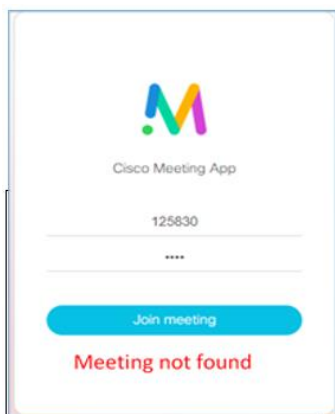 Cisco Meeting App
125830
••••
Join meeting
Meeting not found